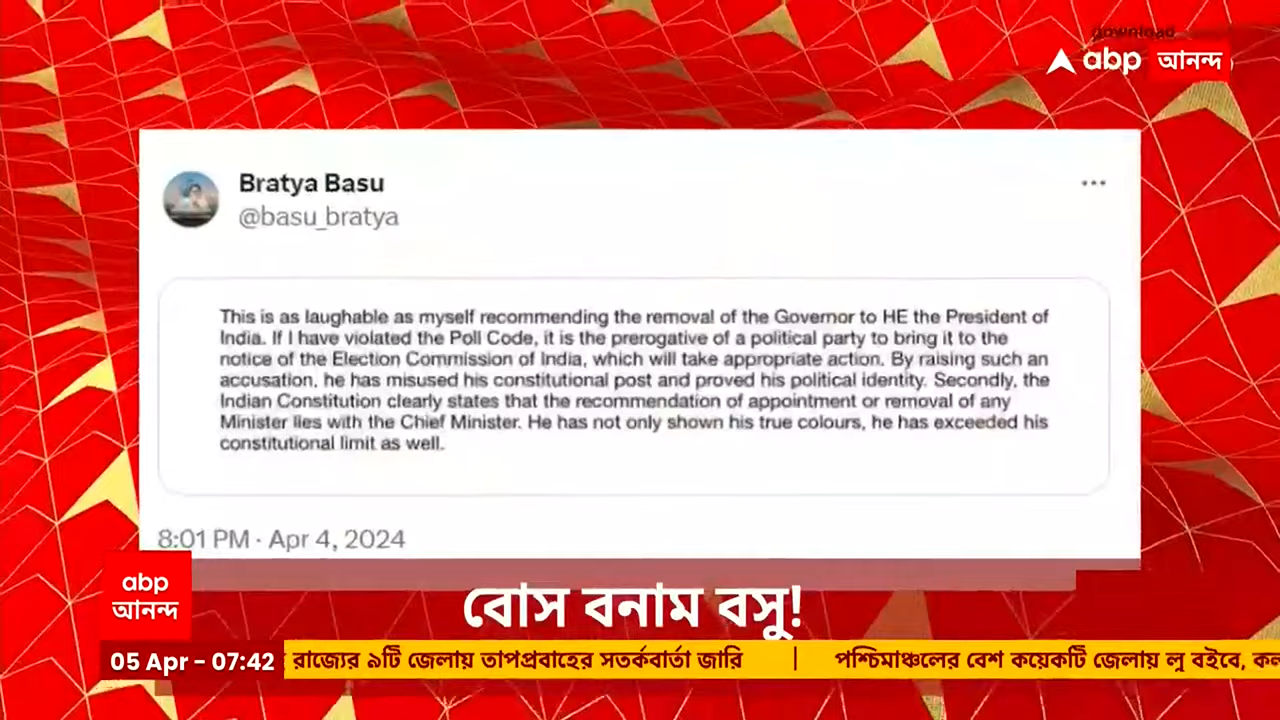 download
abp আনন্দ
Bratya Basu
@basu_bratya
This is as laughable as myself recommending the removal of the Governor to HE the President of
India. If I have violated the Poll Code, it is the prerogative of a political party to bring it to the
notice of the Election Commission of India, which will take appropriate action. By raising such an
accusation, he has misused his constitutional post and proved his political identity. Secondly, the
Indian Constitution clearly states that the recommendation of appointment or removal of any
Minister lies with the Chief Minister. He has not only shown his true colours, he has exceeded his
constitutional limit as well.
8:01 PM · Apr 4, 2024
abp
আনন্দ
বোস বনাম বসু!
05 Apr - 07:42
রাজ্যের ৯টি জেলায় তাপপ্রবাহের সতর্কবার্তা জারি | পশ্চিমাঞ্চলের বেশ কয়েকটি জেলায় লু বইবে,